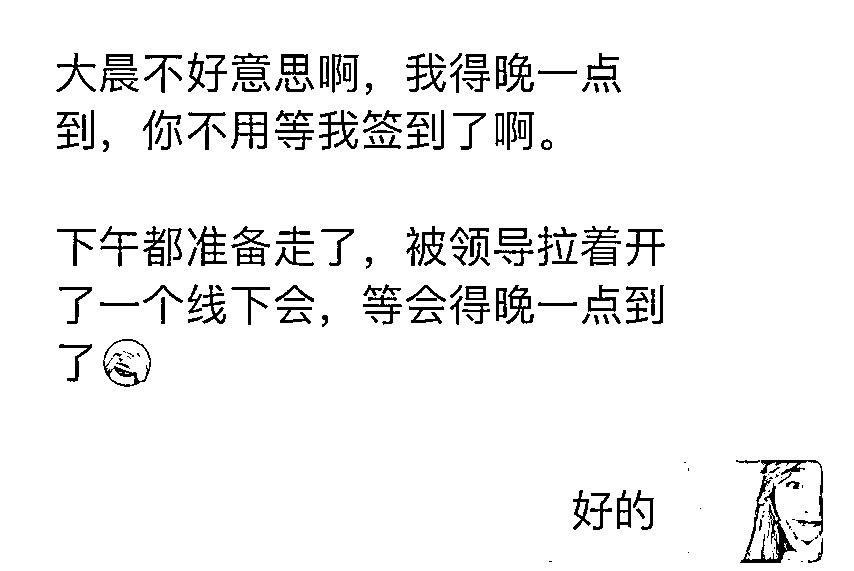 大晨不好意思啊，我得晚一点
到，你不用等我签到了啊。
下午都准备走了，被领导拉着开
了一个线下会，等会得晚一点到
了
好的